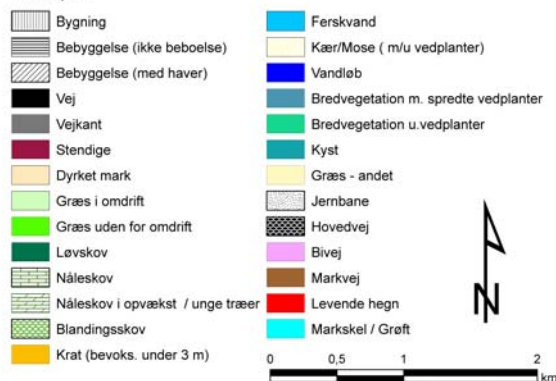 Bygning
Bebyggelse (ikke beboelse)
Bebyggelse (med haver)
Vej
Vejkant
Stendige
Dyrket mark
Græs i omdrift
Græs uden for omdrift
Løvskov
Nåleskov
Nåleskov i opvækst / unge træer
Blandingsskov
Krat (bevoks. under 3 m)
Ferskvand
Kær/Mose ( m/u vedplanter)
Vandløb
Bredvegetation m. spredte vedplanter
Bredvegetation u.vedplanter
Kyst
Græs - andet
Jernbane
Hovedvej
Bivej
Markvej
Levende hegn
Markskel / Grøft
N
0 0,5 1 2
km